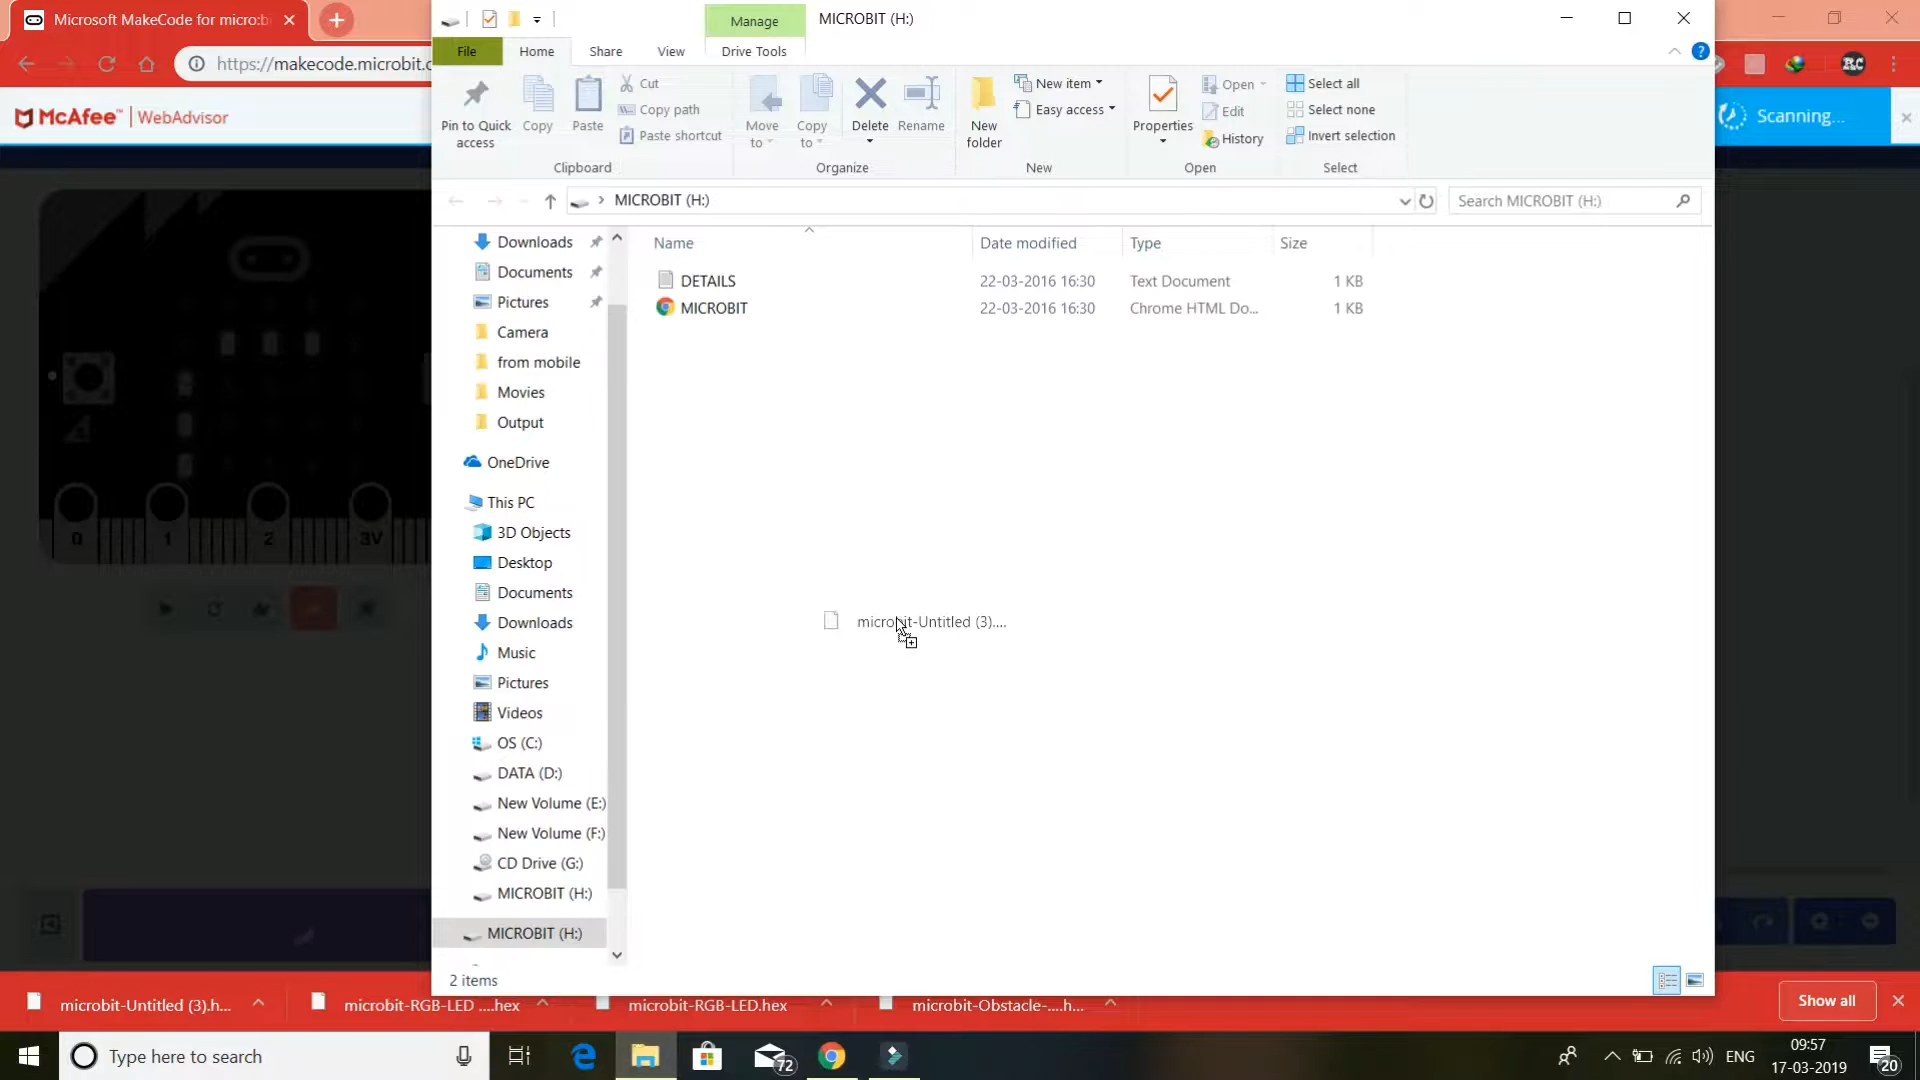 Microsoft MakeCode for micro:b
MICROBIT (H:)
Manage
File
Home
Share
View
Drive Tools
https://makecode.microbit.c
McAfee™ | WebAdvisor
Scanning...
Pin to Quick access
Copy
Paste
Cut
Copy path
Paste shortcut
Clipboard
Move to
Copy to
Delete
Rename
Organize
New folder
New item
Easy access
New
Properties
Open
Edit
History
Open
Select all
Select none
Invert selection
Select
MICROBIT (H:)
Search MICROBIT (H:)
Name
Date modified
Type
Size
DETAILS
22-03-2016 16:30
Text Document
1 KB
MICROBIT
22-03-2016 16:30
Chrome HTML Do...
1 KB
Downloads
Documents
Pictures
Camera
from mobile
Movies
Output
OneDrive
This PC
3D Objects
Desktop
Documents
Downloads
Music
Pictures
Videos
OS (C:)
DATA (D:)
New Volume (E:)
New Volume (F:)
CD Drive (G:)
MICROBIT (H:)
MICROBIT (H:)
microbit-Untitled (3)....
A
0
1
2
3V
2 items
microbit-Untitled (3).h...
microbit-RGB-LED ....hex
microbit-RGB-LED.hex
microbit-Obstacle-....h...
Show all
Type here to search
72
ENG
09:57
17-03-2019
20